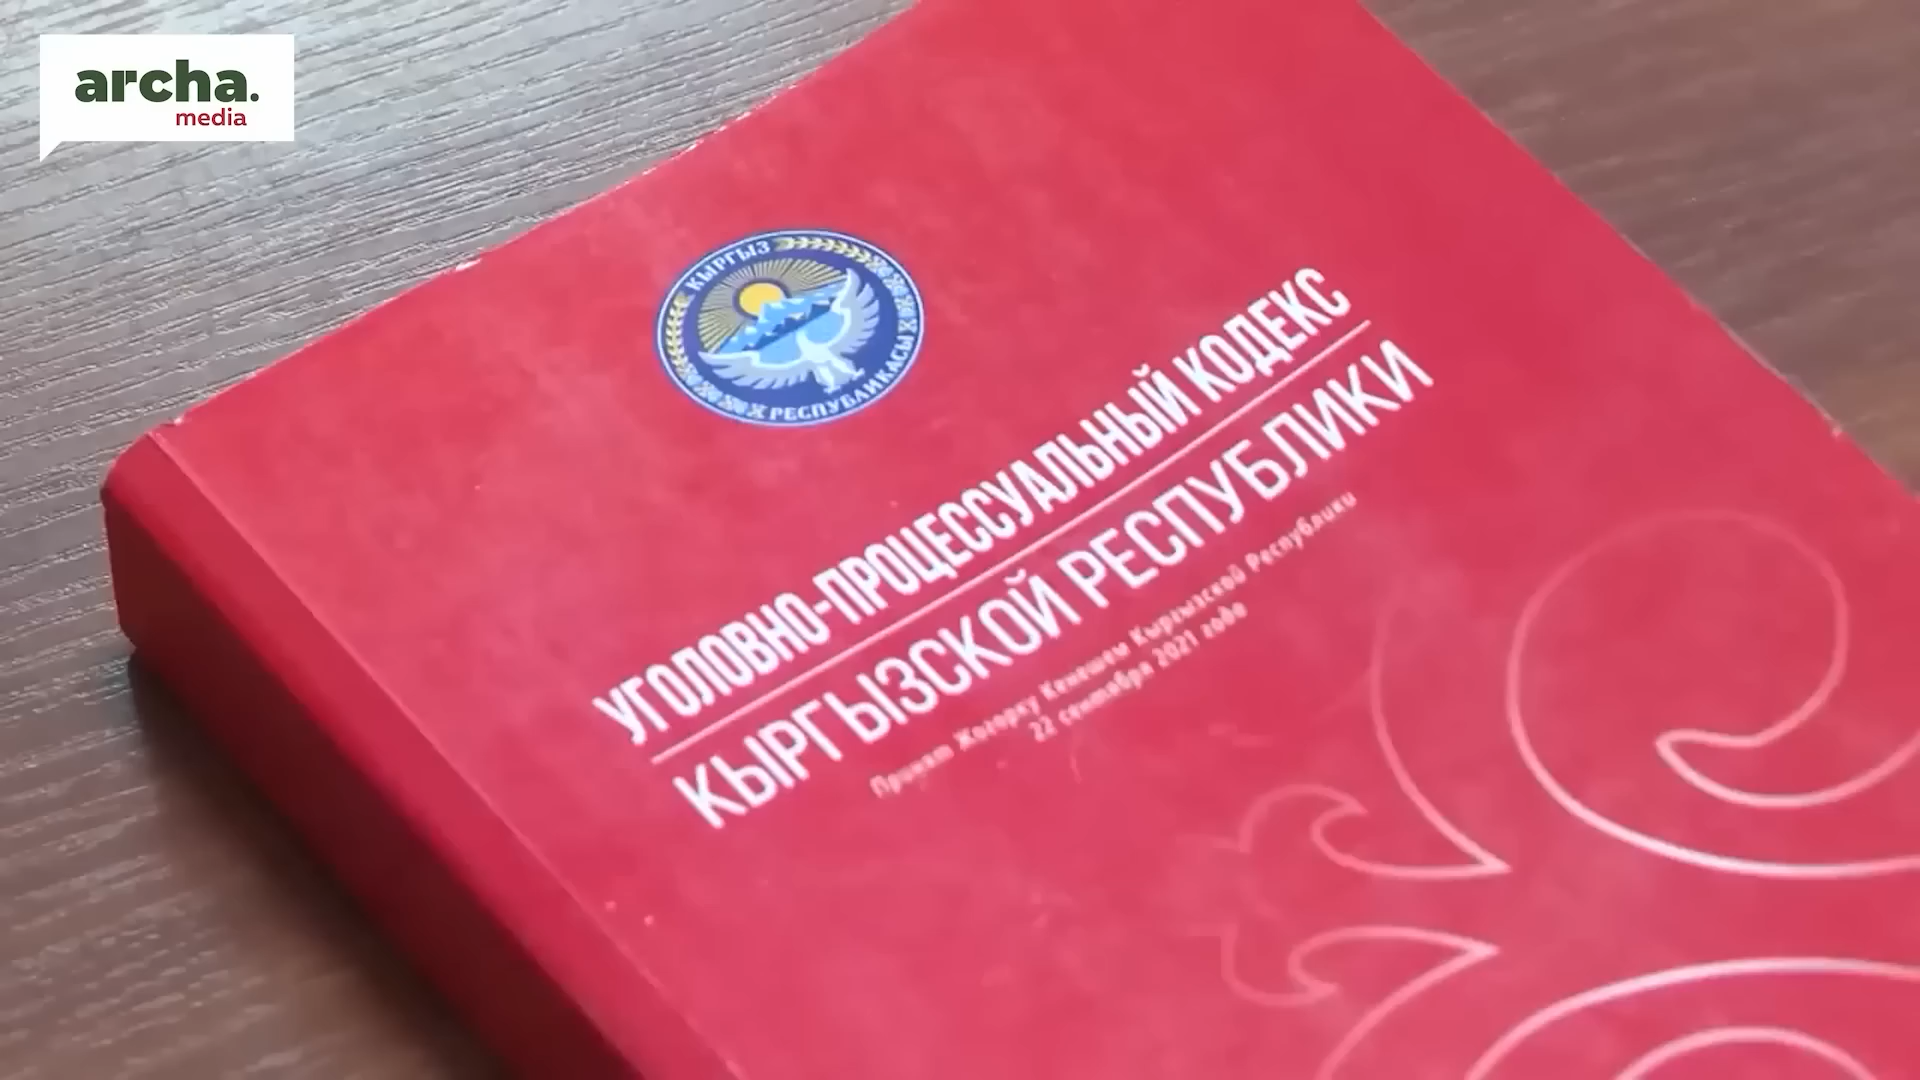 archa.
media
КЫРГЫЗ
РЕСПУБЛИКАСЫ
УГОЛОВНО-ПРОЦЕССУАЛЬНЫЙ КОДЕКС
КЫРГЫЗСКОЙ РЕСПУБЛИКИ
Принят Жогорку Кенешем Кыргызской Республики
22 сентября 2021 года